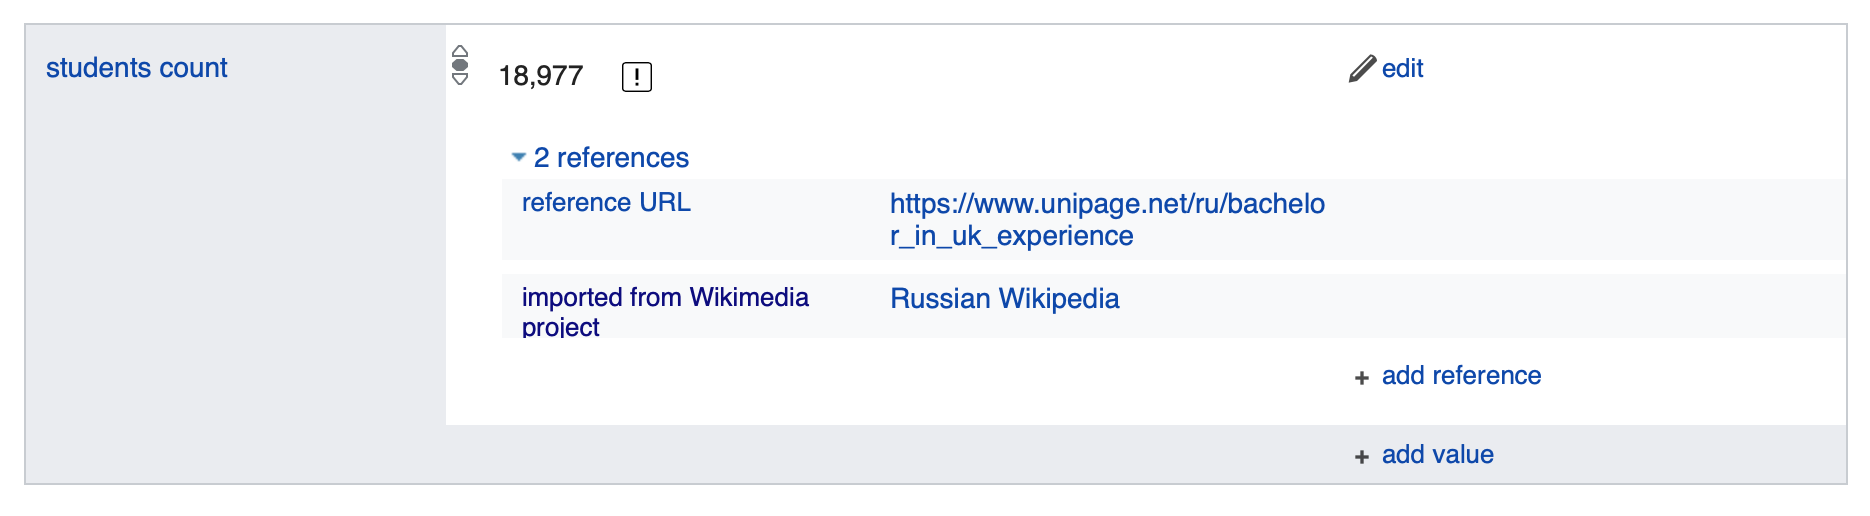 students count
18,977
!
edit
2 references
reference URL
https://www.unipage.net/ru/bachelo
r_in_uk_experience
imported from Wikimedia
project
Russian Wikipedia
+ add reference
+ add value